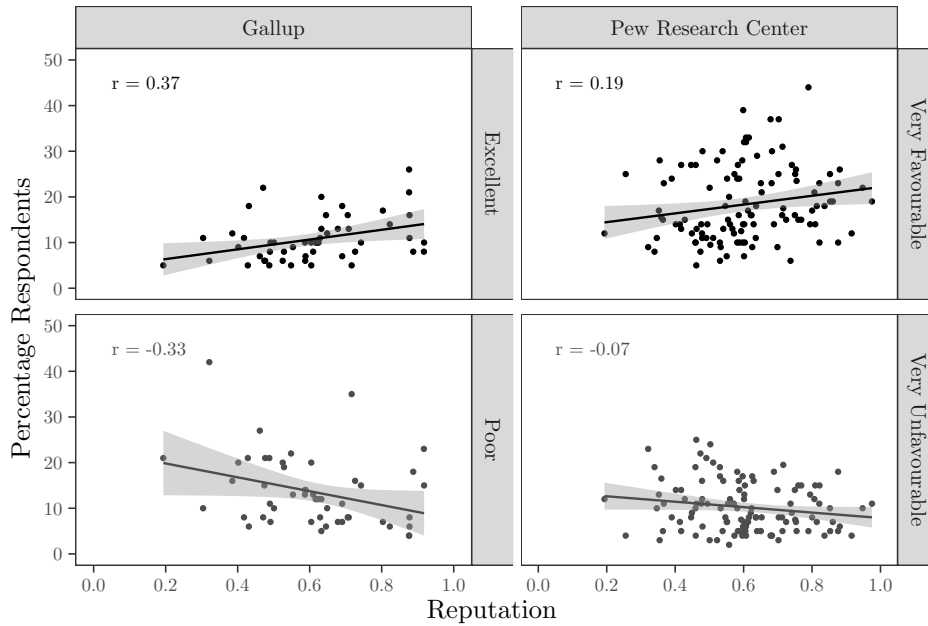 Gallup
Pew Research Center
Percentage Respondents
50
40
30
20
10
0
r = 0.37
Excellent
r = 0.19
Very Favourable
50
40
30
20
10
0
r = -0.33
Poor
r = -0.07
Very Unfavourable
0.0 0.2 0.4 0.6 0.8 1.0
0.0 0.2 0.4 0.6 0.8 1.0
Reputation